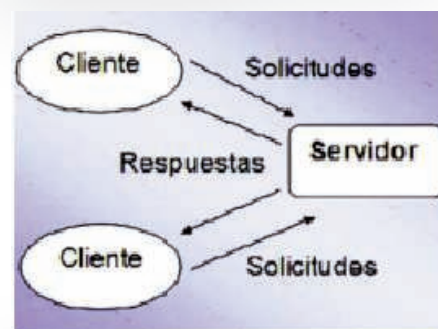 Cliente
Solicitudes
Servidor
Respuestas
Cliente
Solicitudes